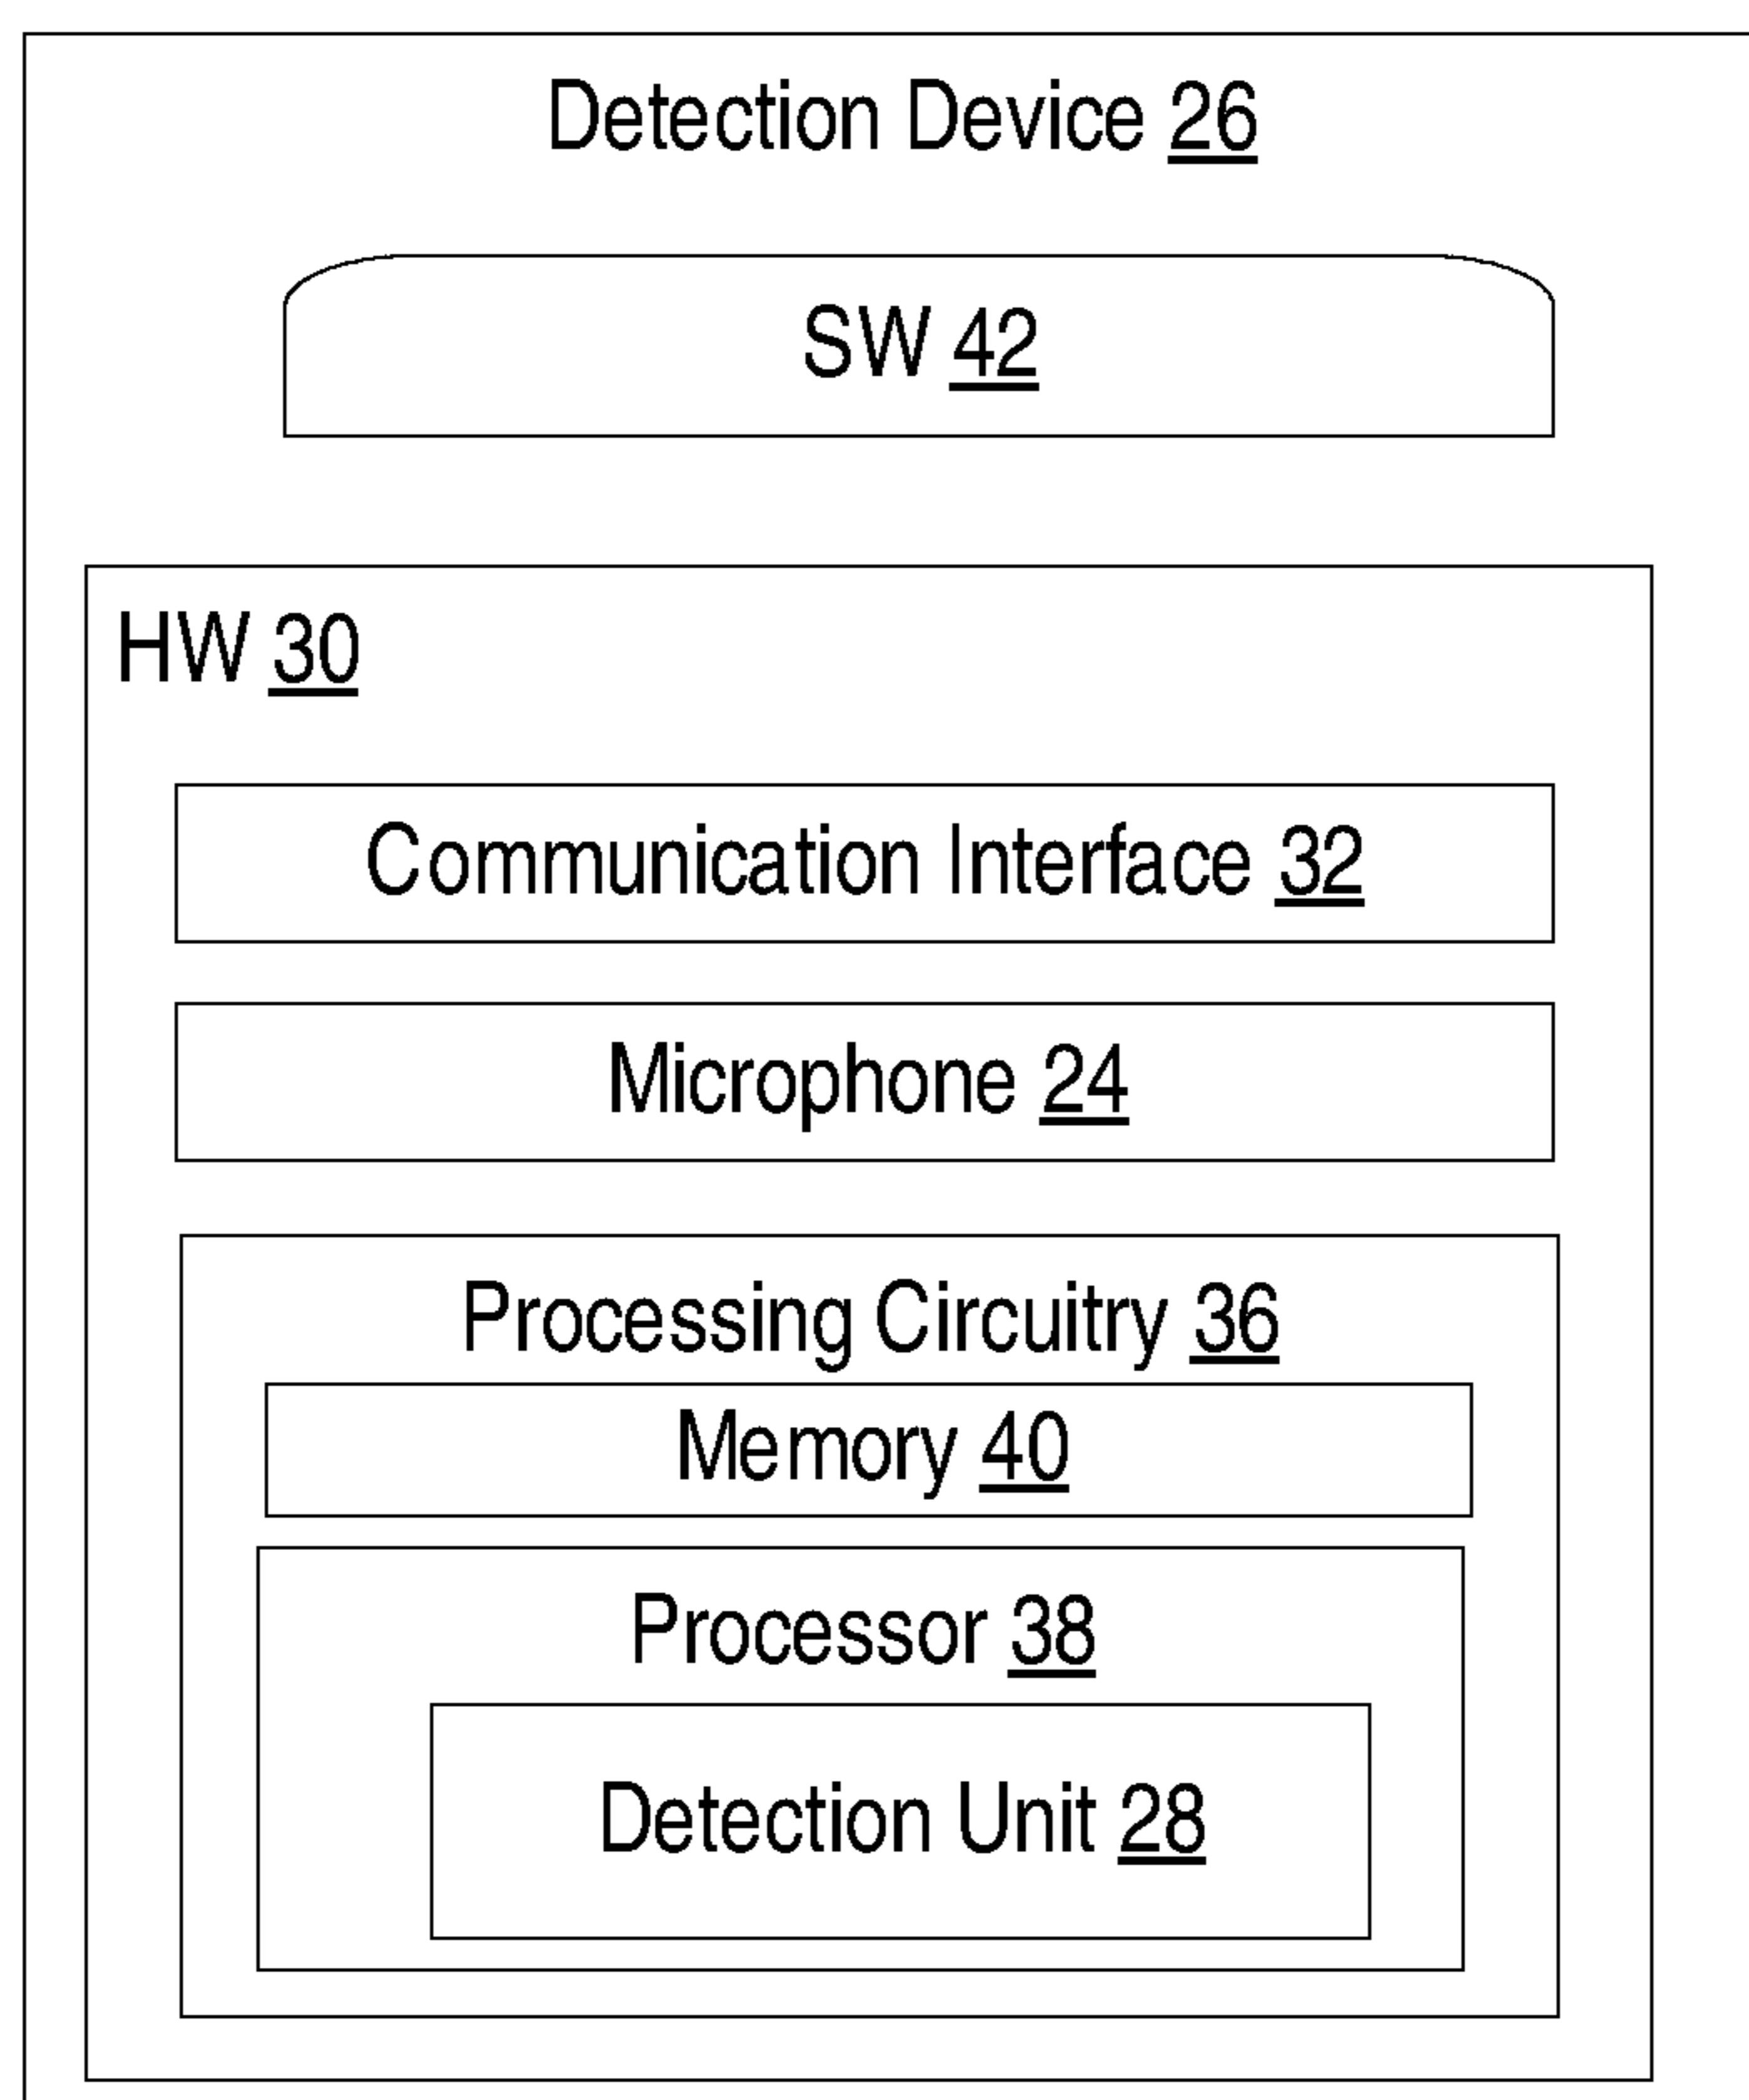 Detection Device 26
SW 42
HW 30
Communication Interface 32
Microphone 24
Processing Circuitry 36
Memory 40
Processor 38
Detection Unit 28